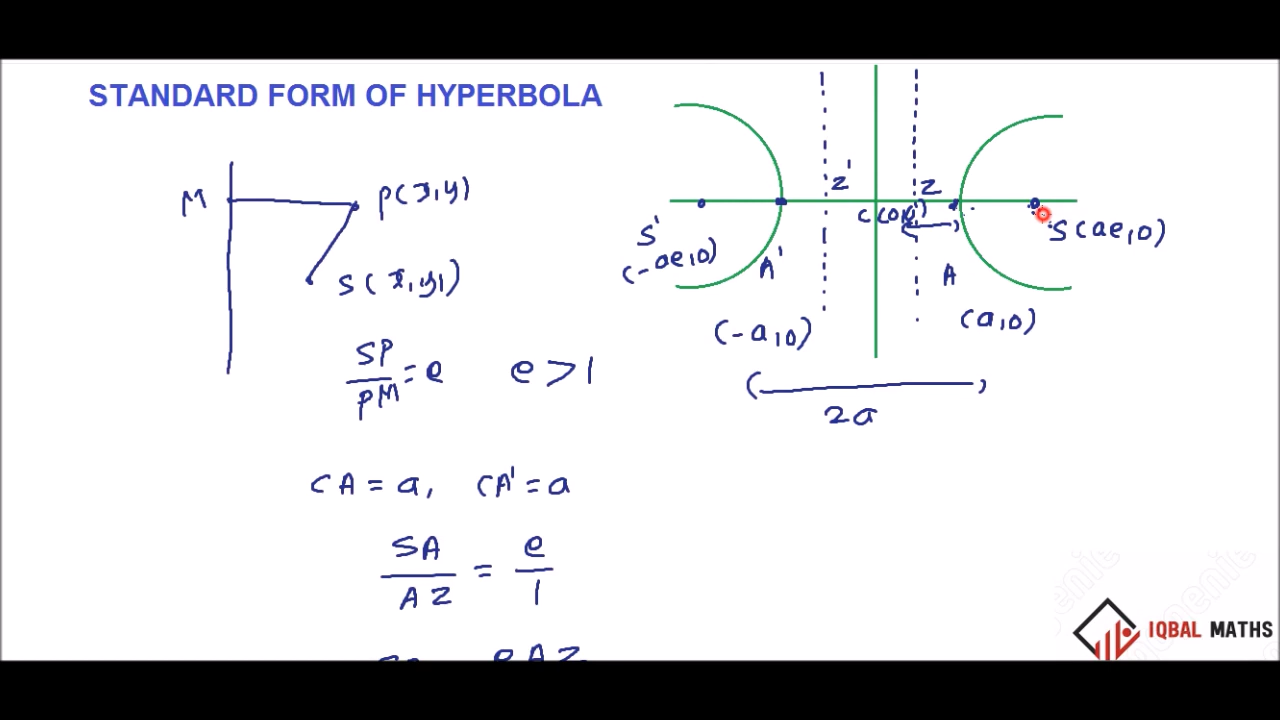 STANDARD FORM OF HYPERBOLA
M
P(x,y)
S(x,y1)
SP/PM = e e > 1
CA = a, CA' = a
SA/AZ = e/1
eAZ
Z'
Z
C(0,0)
S'
(-ae,0)
A'
S(ae,0)
A
(-a,0)
(a,0)
2a
IQBAL MATHS